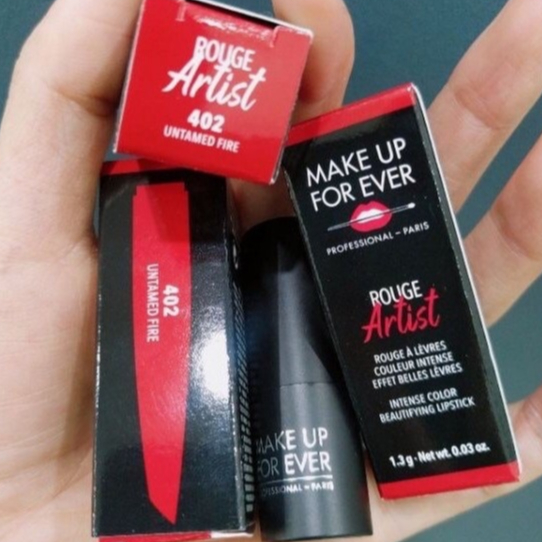 ROUGE
Artist
402
UNTAMED FIRE
402
UNTAMED FIRE
MAKE UP
FOR EVER
PROFESSIONAL – PARIS
ROUGE
Artist
ROUGE À LÈVRES
COULEUR INTENSE
EFFET BELLES LÈVRES
INTENSE COLOR
BEAUTIFYING LIPSTICK
1.3 g · Net wt. 0.03 oz.
MAKE UP
FOR EVER
PROFESSIONAL – PARIS